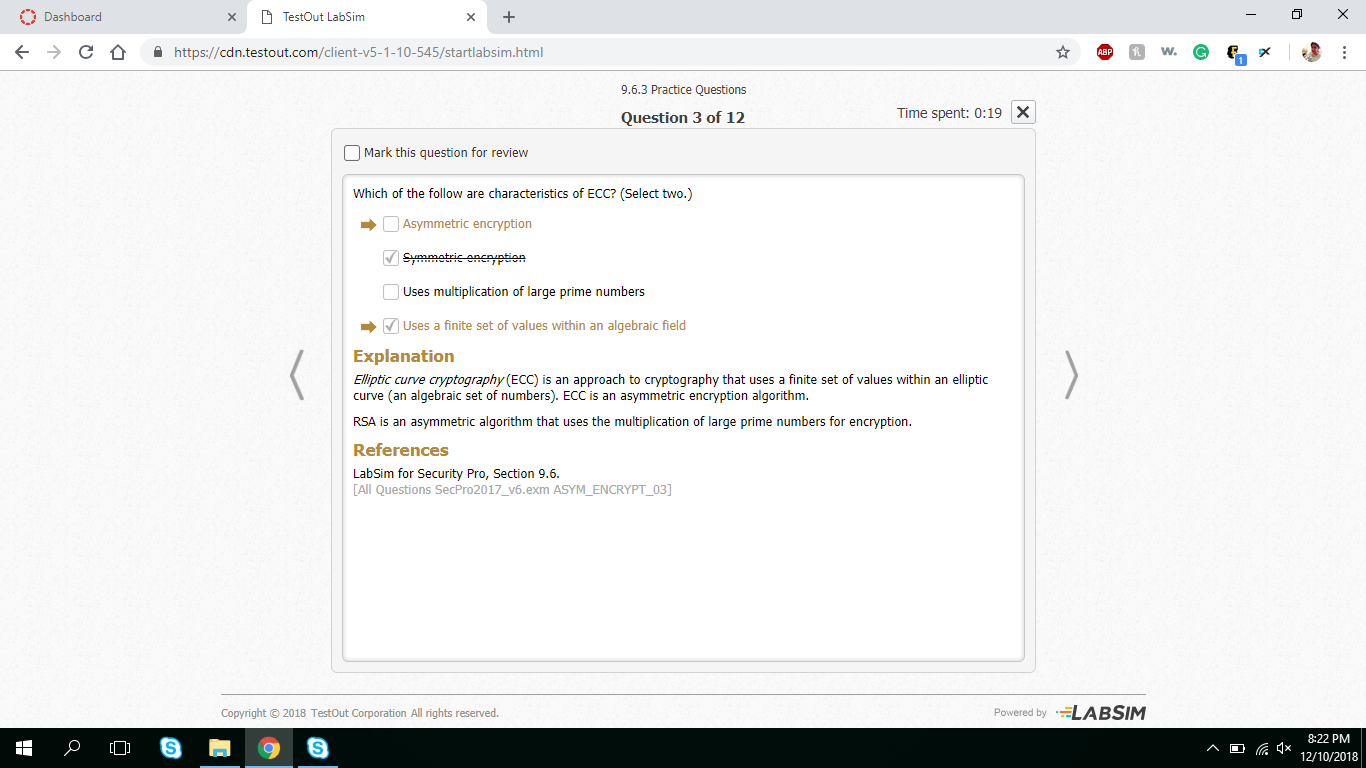 Dashboard
TestOut LabSim
https://cdn.testout.com/client-v5-1-10-545/startlabsim.html
ABP
w.
1
9.6.3 Practice Questions
Question 3 of 12
Time spent: 0:19
Mark this question for review
Which of the follow are characteristics of ECC? (Select two.)
Asymmetric encryption
Symmetric encryption
Uses multiplication of large prime numbers
Uses a finite set of values within an algebraic field
Explanation
Elliptic curve cryptography (ECC) is an approach to cryptography that uses a finite set of values within an elliptic
curve (an algebraic set of numbers). ECC is an asymmetric encryption algorithm.
RSA is an asymmetric algorithm that uses the multiplication of large prime numbers for encryption.
References
LabSim for Security Pro, Section 9.6.
[All Questions SecPro2017_v6.exm ASYM_ENCRYPT_03]
Copyright © 2018 TestOut Corporation All rights reserved.
Powered by LABSIM
8:22 PM
12/10/2018